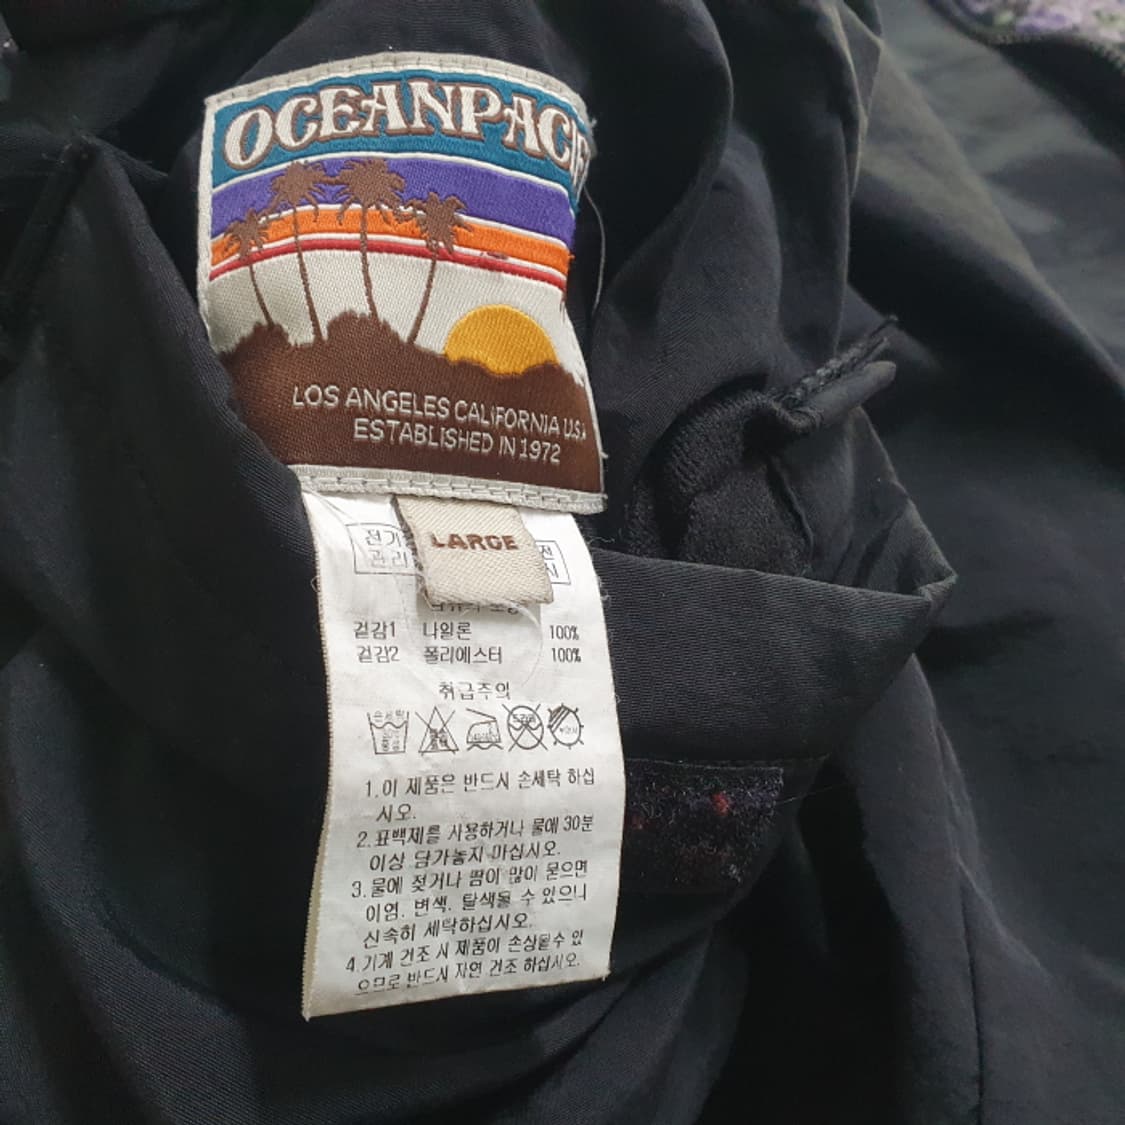 OCEANPACI
LOS ANGELES CALIFORNIA U.S.A
ESTABLISHED IN 1972
LARGE
겉감1 나일론 100%
겉감2 폴리에스터 100%
취급주의
손세탁
중성
1.이 제품은 반드시 손세탁 하십
시오.
2.표백제를 사용하거나 물에 30분
이상 담가놓지 마십시오.
3.물에 젖거나 땀이 많이 묻으면
이염. 변색. 탈색될 수 있으니
신속히 세탁하십시오.
4.기계 건조 시 제품이 손상될수 있
으므로 반드시 자연 건조 하십시오.